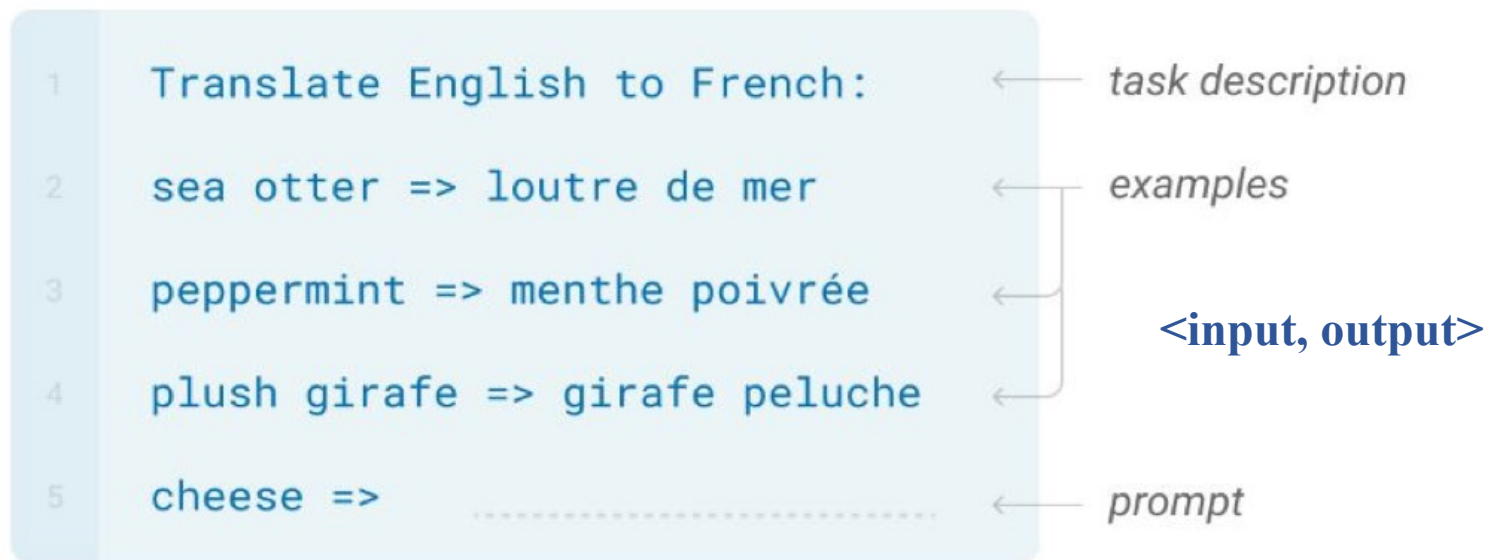 1 Translate English to French: task description
2 sea otter => loutre de mer examples
3 peppermint => menthe poivrée
<input, output>
4 plush girafe => girafe peluche
5 cheese => prompt